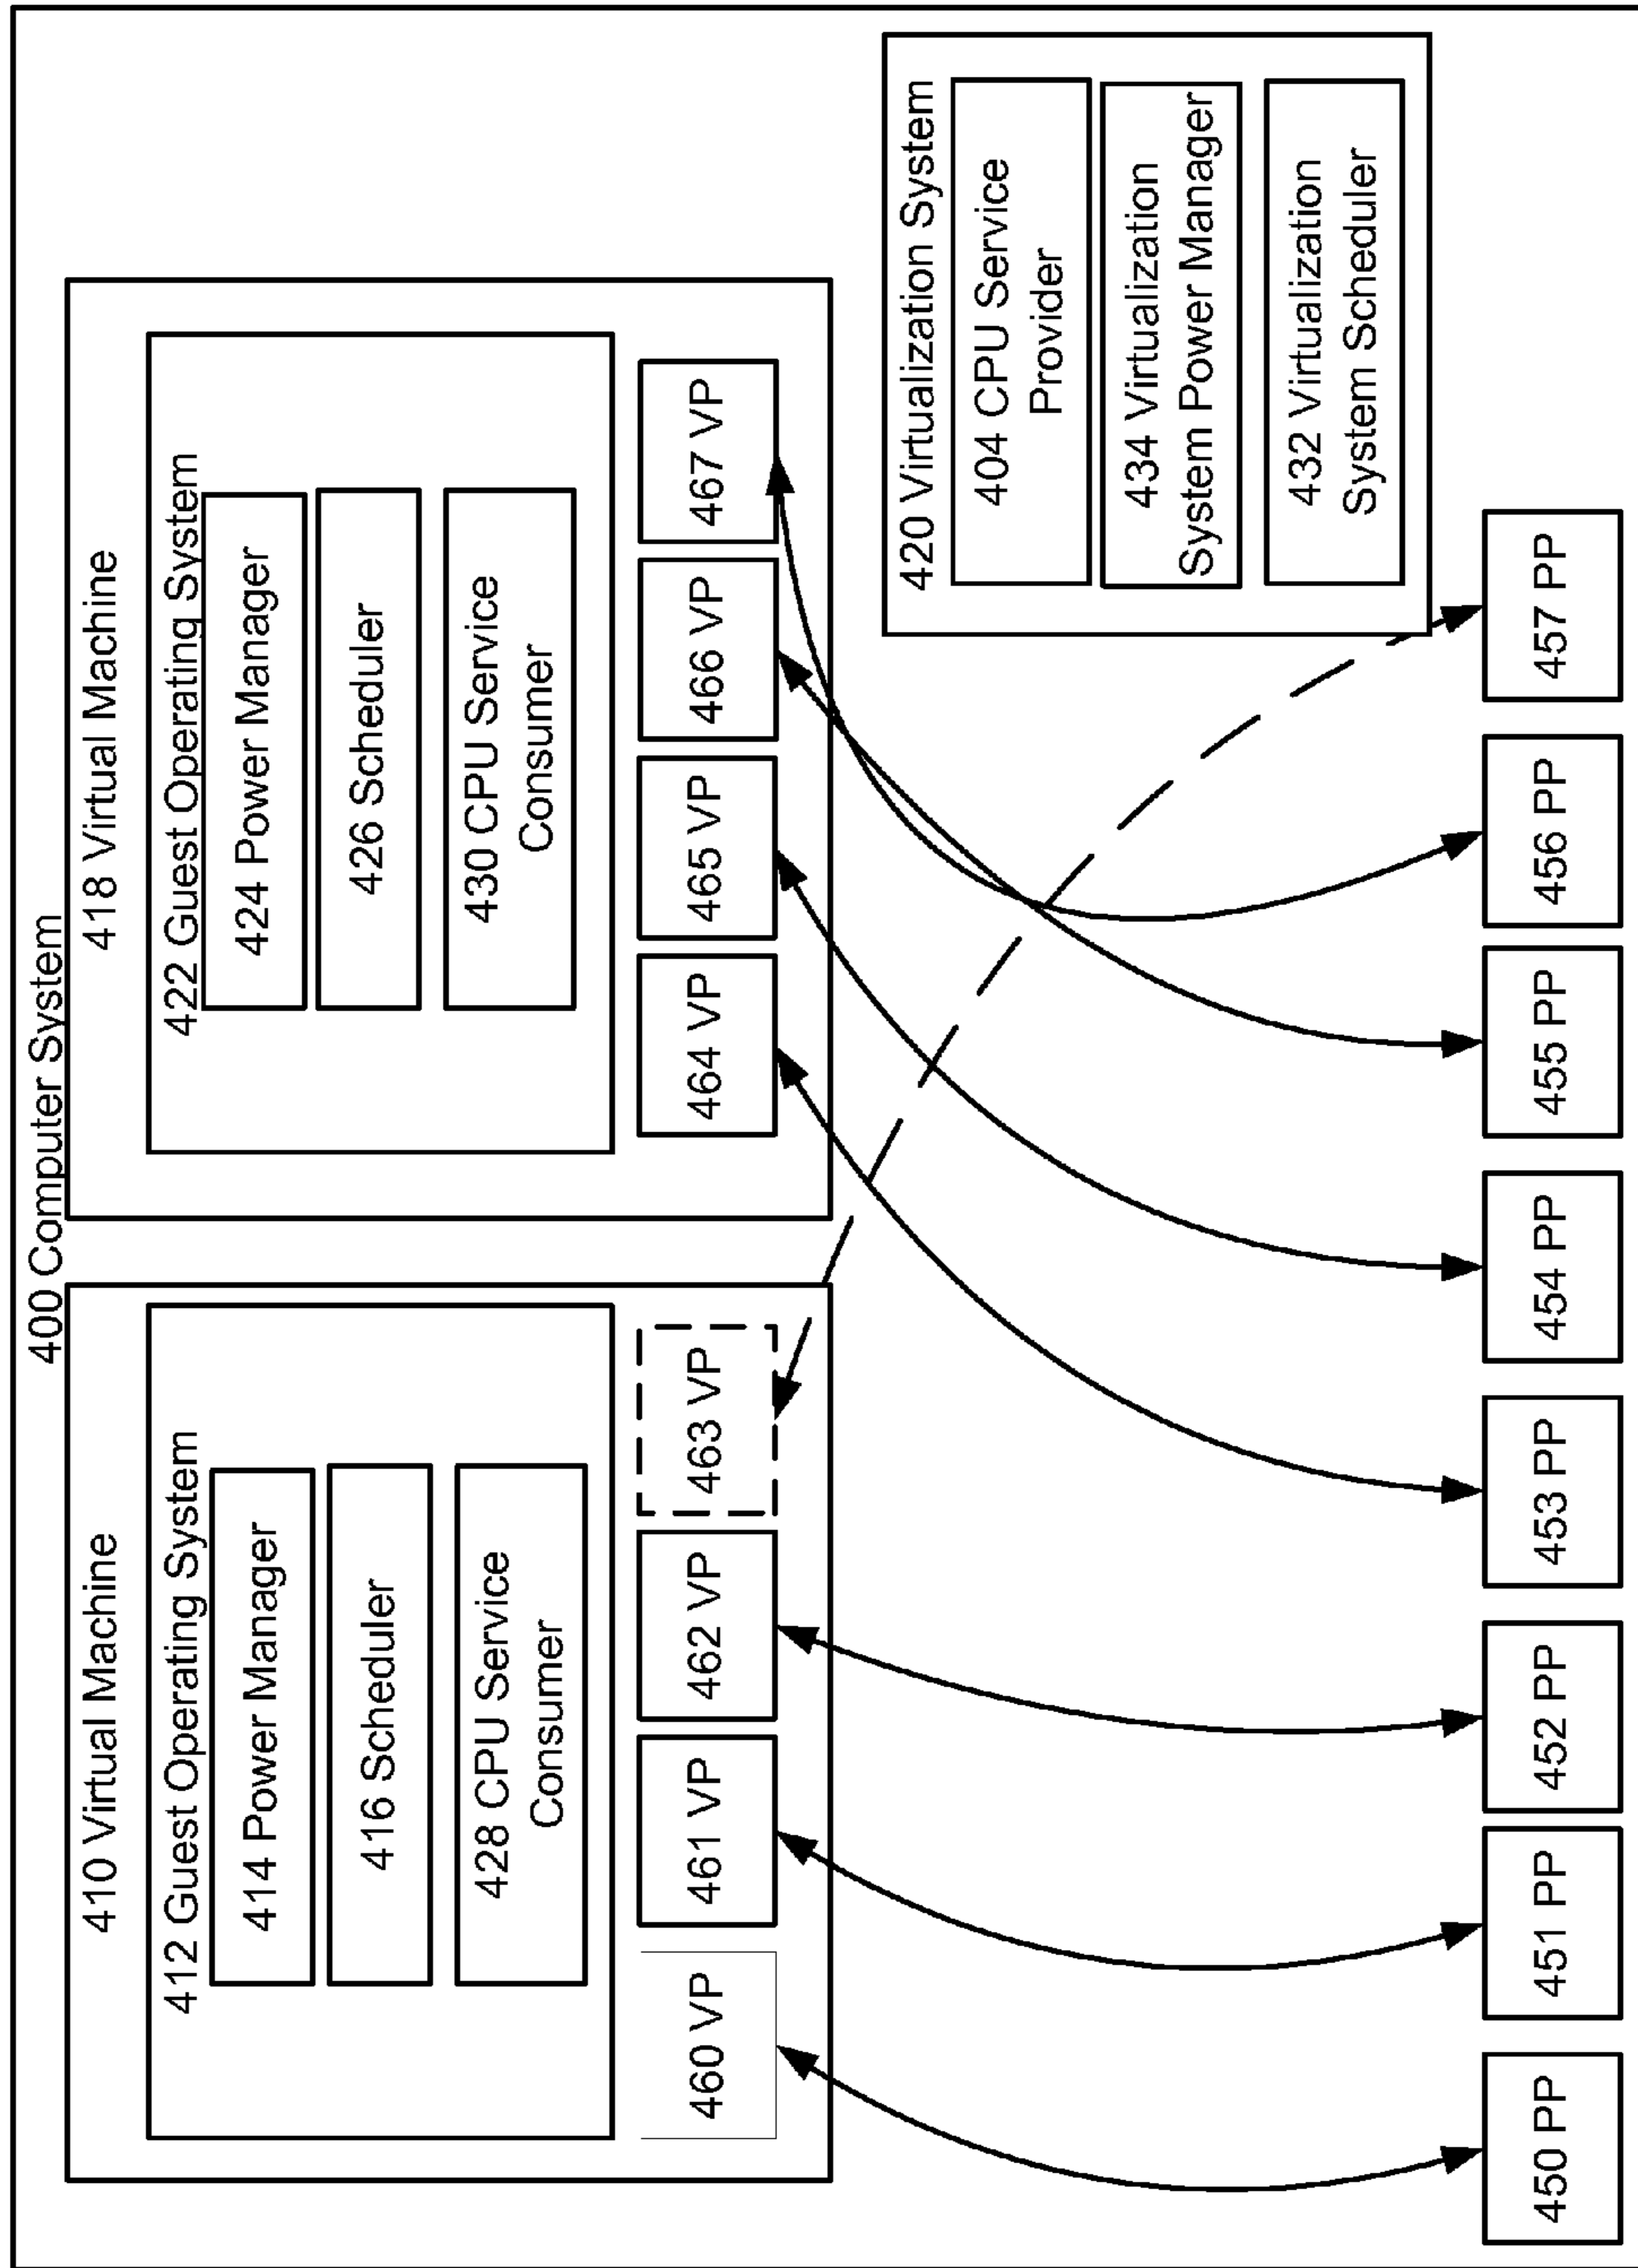 400 Computer System
410 Virtual Machine
412 Guest Operating System
414 Power Manager
416 Scheduler
428 CPU Service
Consumer
460 VP
461 VP
462 VP
463 VP
418 Virtual Machine
422 Guest Operating System
424 Power Manager
426 Scheduler
430 CPU Service
Consumer
464 VP
465 VP
466 VP
467 VP
420 Virtualization System
404 CPU Service
Provider
434 Virtualization
System Power Manager
432 Virtualization
System Scheduler
450 PP
451 PP
452 PP
453 PP
454 PP
455 PP
456 PP
457 PP